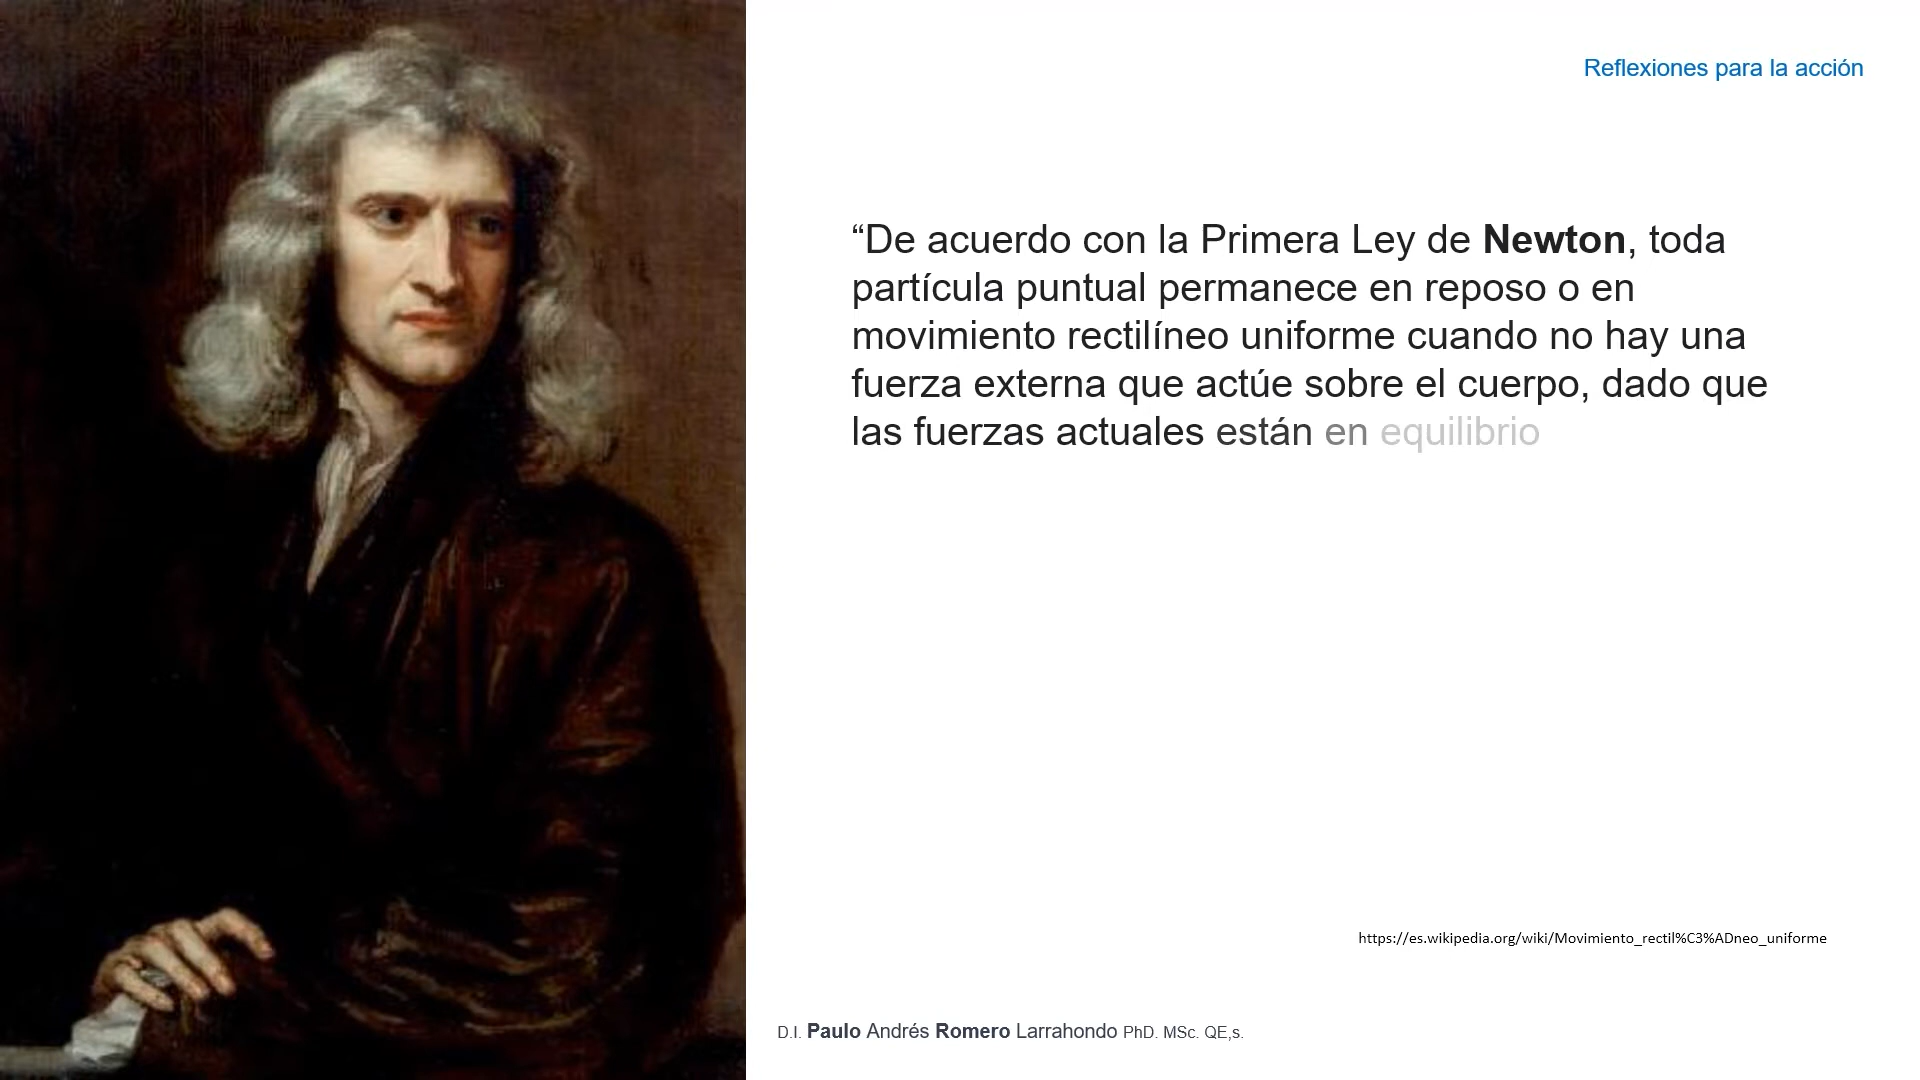 Reflexiones para la acción
“De acuerdo con la Primera Ley de Newton, toda
partícula puntual permanece en reposo o en
movimiento rectilíneo uniforme cuando no hay una
fuerza externa que actúe sobre el cuerpo, dado que
las fuerzas actuales están en equilibrio
https://es.wikipedia.org/wiki/Movimiento_rectil%C3%ADneo_uniforme
D.I. Paulo Andrés Romero Larrahondo PhD. MSc. QE,s.